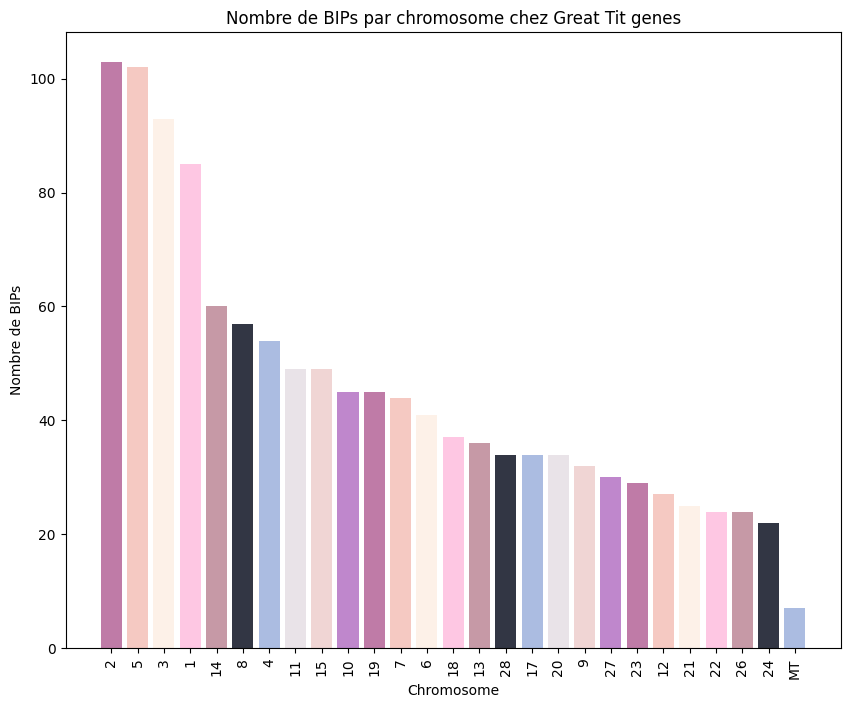 Nombre de BIPs par chromosome chez Great Tit genes
Nombre de BIPs
100
80
60
40
20
0
2 5 3 1 14 8 4 11 15 10 19 7 6 18 13 28 17 20 9 27 23 12 21 22 26 24 MT
Chromosome